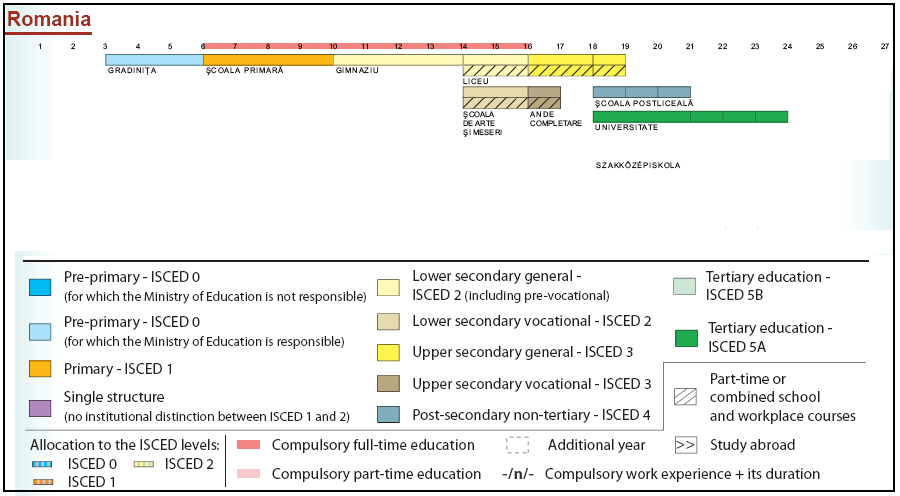 Romania
1 2 3 4 5 6 7 8 9 10 11 12 13 14 15 16 17 18 19 20 21 22 23 24 25 26 27
GRADINIŢA ŞCOALA PRIMARĂ GIMNAZIU
LICEU
ŞCOALA
DE ARTE
ŞI MESERI
AN DE
COMPLETARE
ŞCOALA POSTLICEALĂ
UNIVERSITATE
SZAKKÖZÉPISKOLA
Pre-primary - ISCED 0
(for which the Ministry of Education is not responsible)
Pre-primary - ISCED 0
(for which the Ministry of Education is responsible)
Primary - ISCED 1
Single structure
(no institutional distinction between ISCED 1 and 2)
Lower secondary general -
ISCED 2 (including pre-vocational)
Lower secondary vocational - ISCED 2
Upper secondary general - ISCED 3
Upper secondary vocational - ISCED 3
Post-secondary non-tertiary - ISCED 4
Tertiary education -
ISCED 5B
Tertiary education -
ISCED 5A
Part-time or
combined school
and workplace courses
Allocation to the ISCED levels:
ISCED 0 ISCED 2
ISCED 1
Compulsory full-time education
Compulsory part-time education
Additional year
-/n/- Compulsory work experience + its duration
>> Study abroad